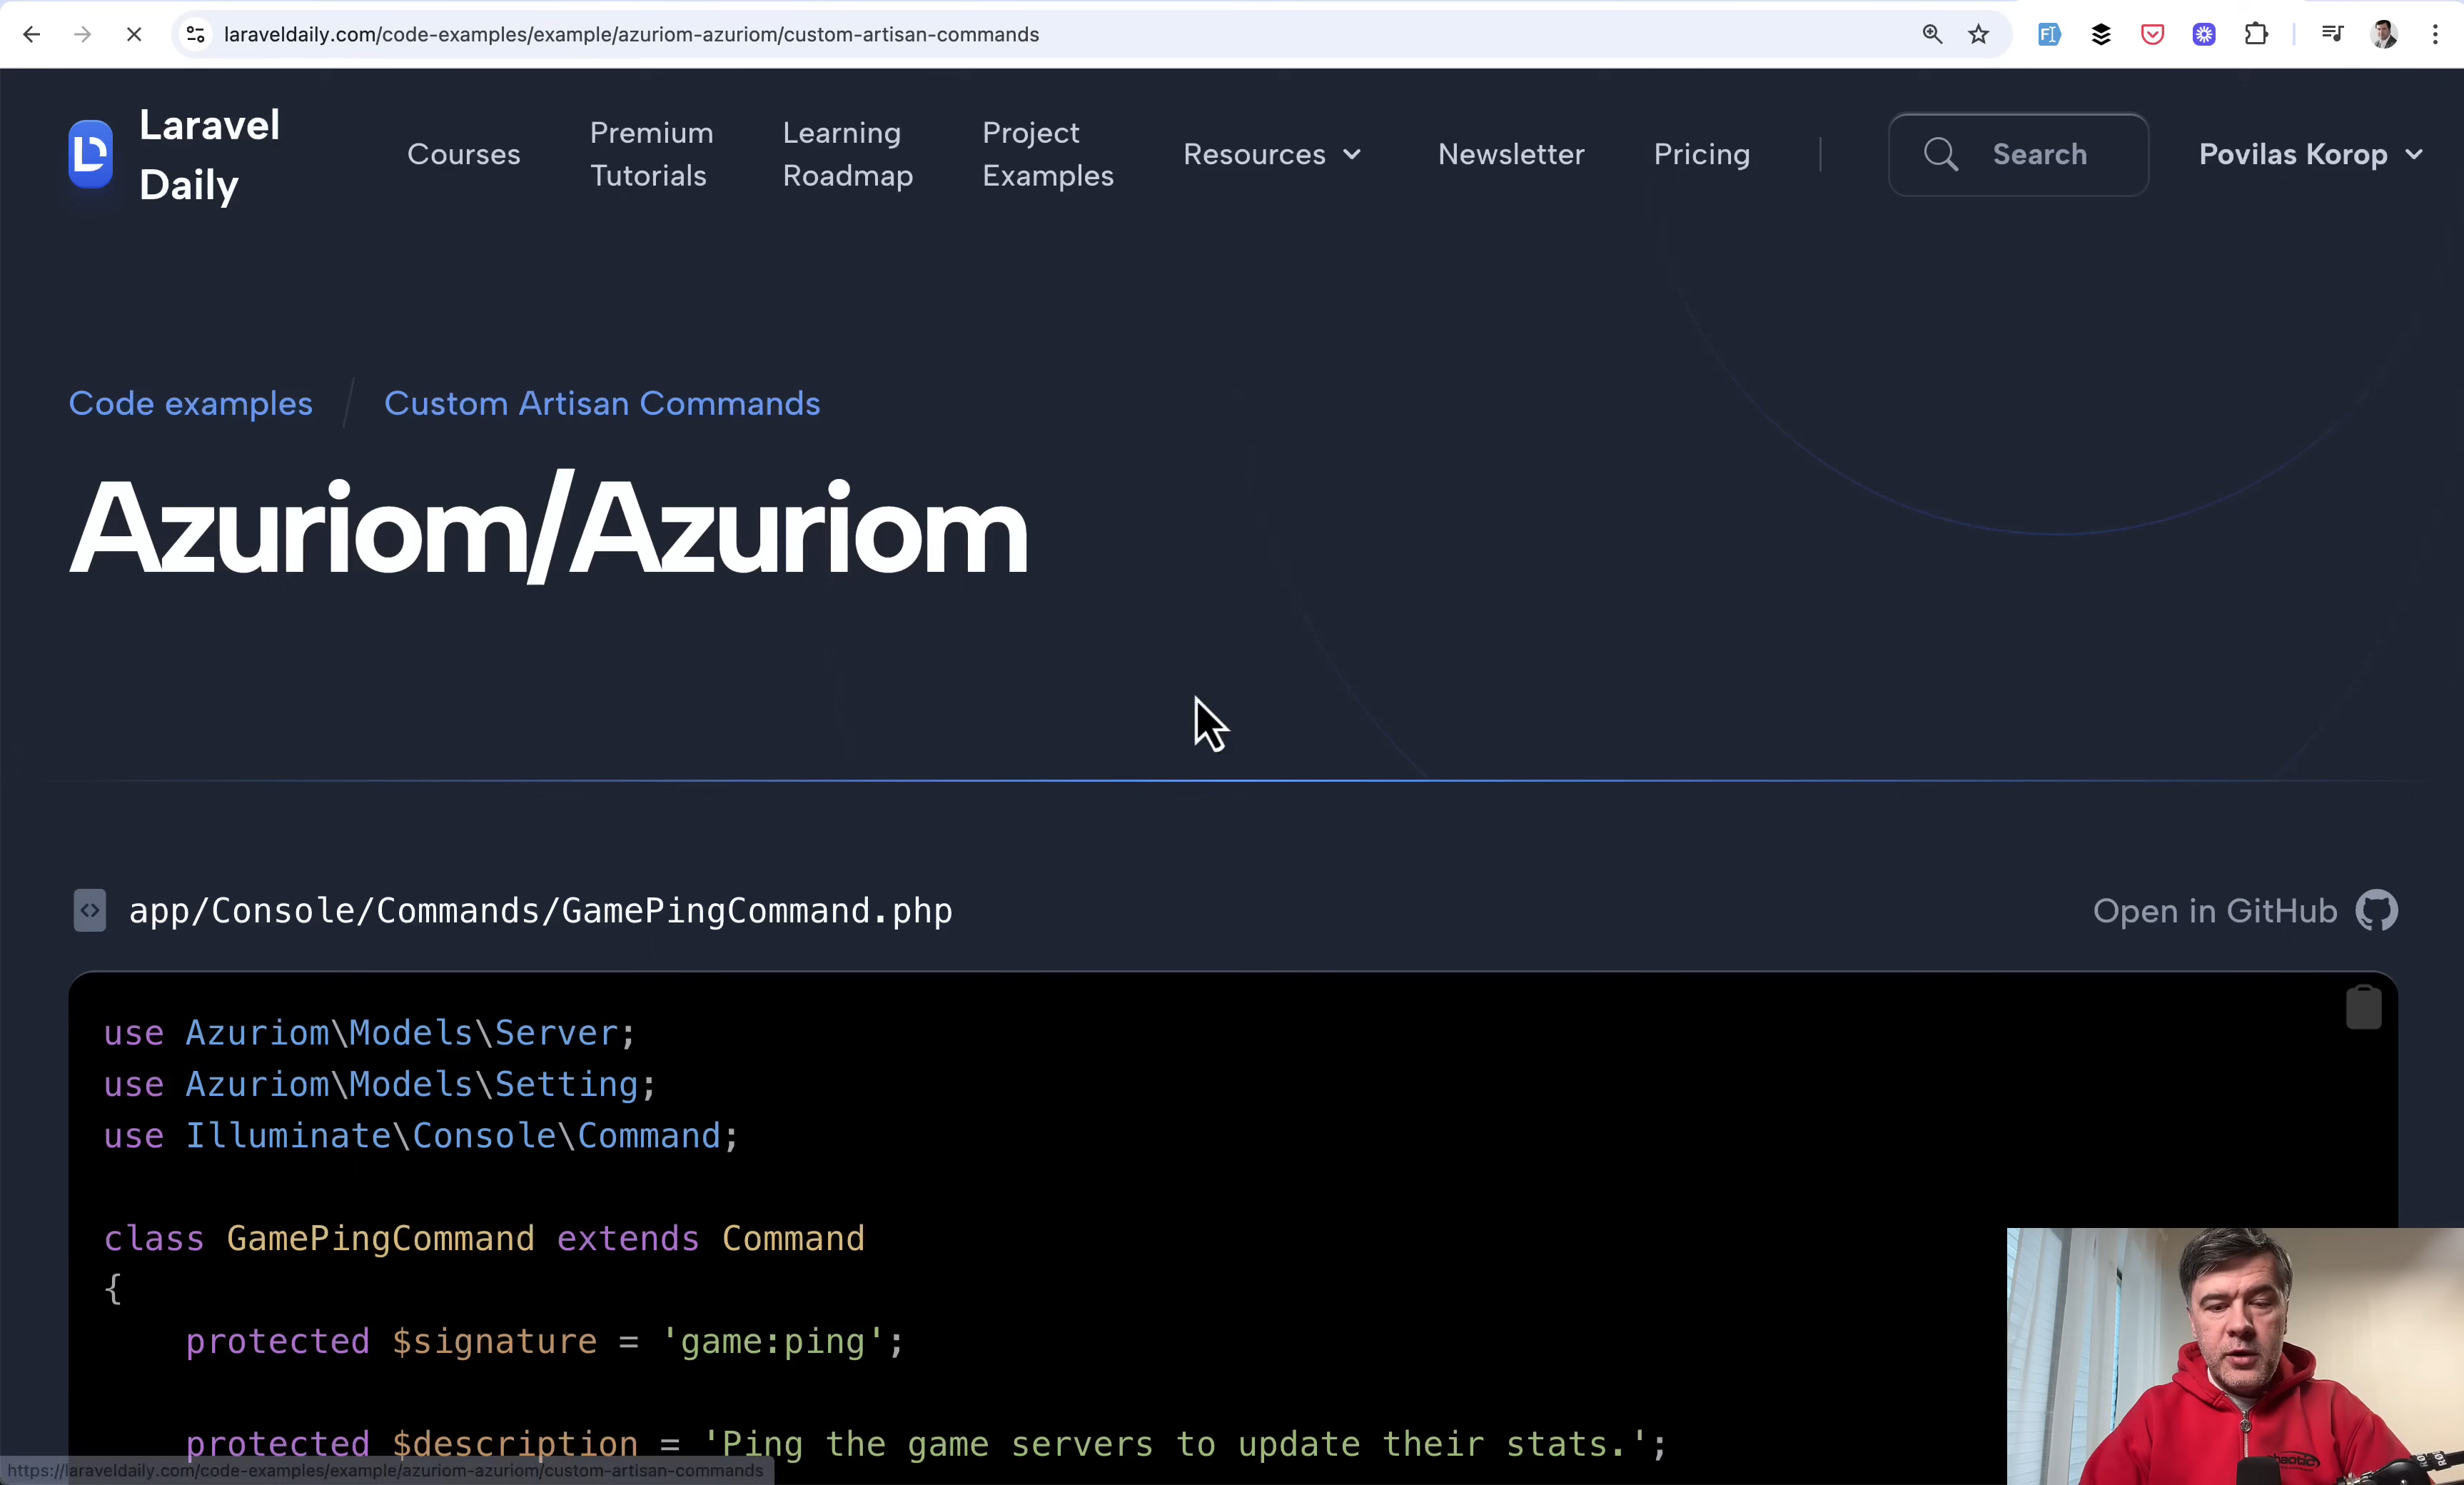 laraveldaily.com/code-examples/example/azuriom-azuriom/custom-artisan-commands
Laravel
Daily
Courses
Premium
Tutorials
Learning
Roadmap
Project
Examples
Resources
Newsletter
Pricing
Search
Povilas Korop
Code examples / Custom Artisan Commands
Azuriom/Azuriom
app/Console/Commands/GamePingCommand.php
Open in GitHub
use Azuriom\Models\Server;
use Azuriom\Models\Setting;
use Illuminate\Console\Command;
class GamePingCommand extends Command
{
protected $signature = 'game:ping';
protected $description = 'Ping the game servers to update their stats.';
https://laraveldaily.com/code-examples/example/azuriom-azuriom/custom-artisan-commands